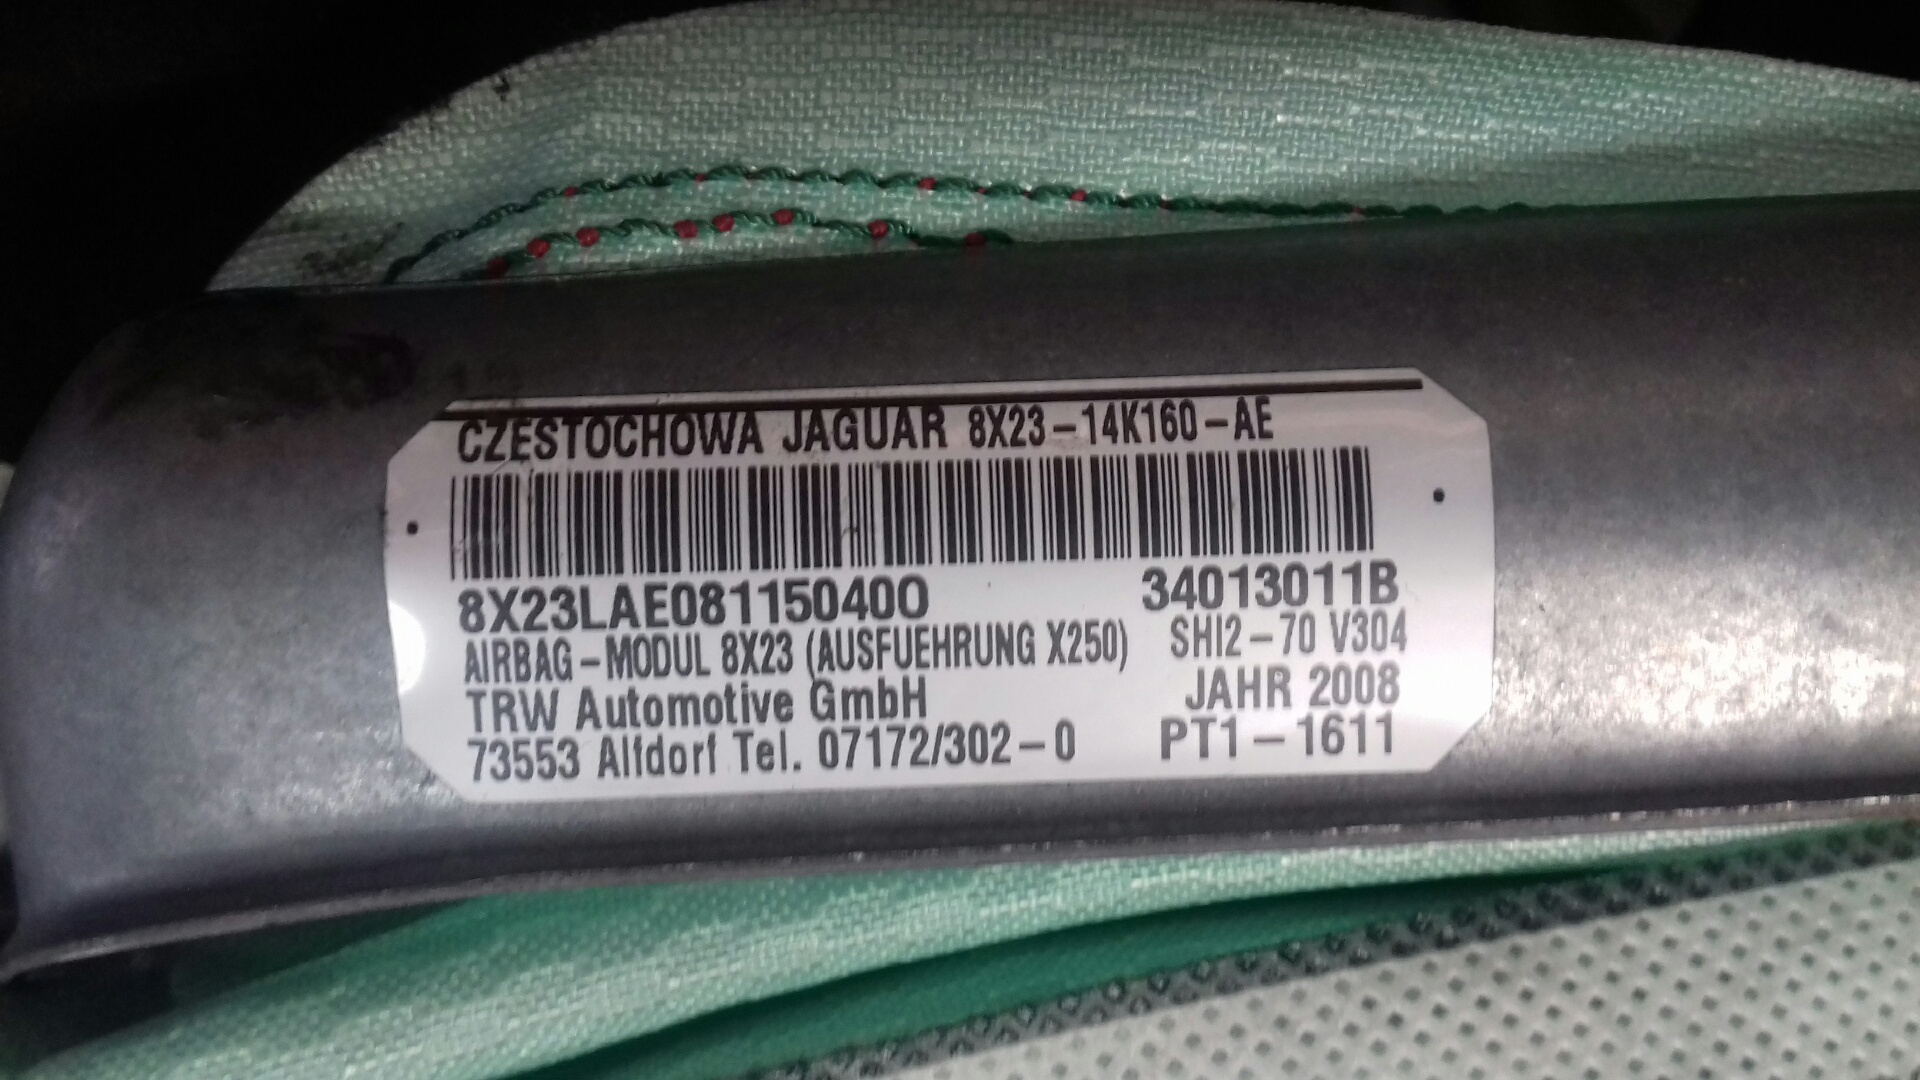 CZESTOCHOWA JAGUAR 8X23-14K160-AE
8X23LAE0811504OO 34013011B
AIRBAG-MODUL 8X23 (AUSFUEHRUNG X250) SHI2-70 V304
TRW Automotive GmbH JAHR 2008
73553 Alfdorf Tel. 07172/302-0 PT1-1611